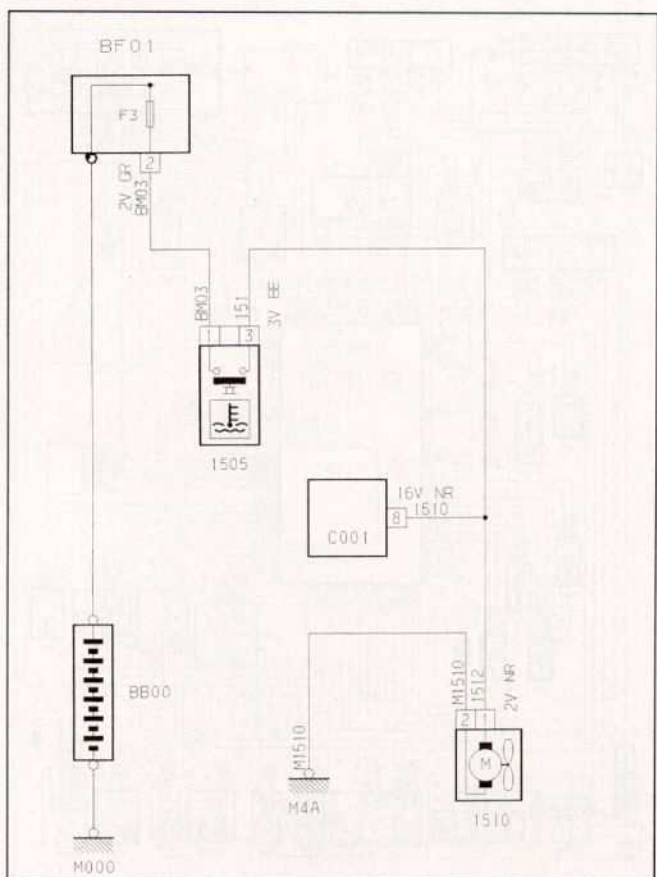 BF01
F3
2
2V GR
BM03
BM03
151
1
3
3V BE
1505
16V NR
8
1510
C001
BB00
M1510
1512
2V NR
2
1
M
M1510
M4A
1510
M000